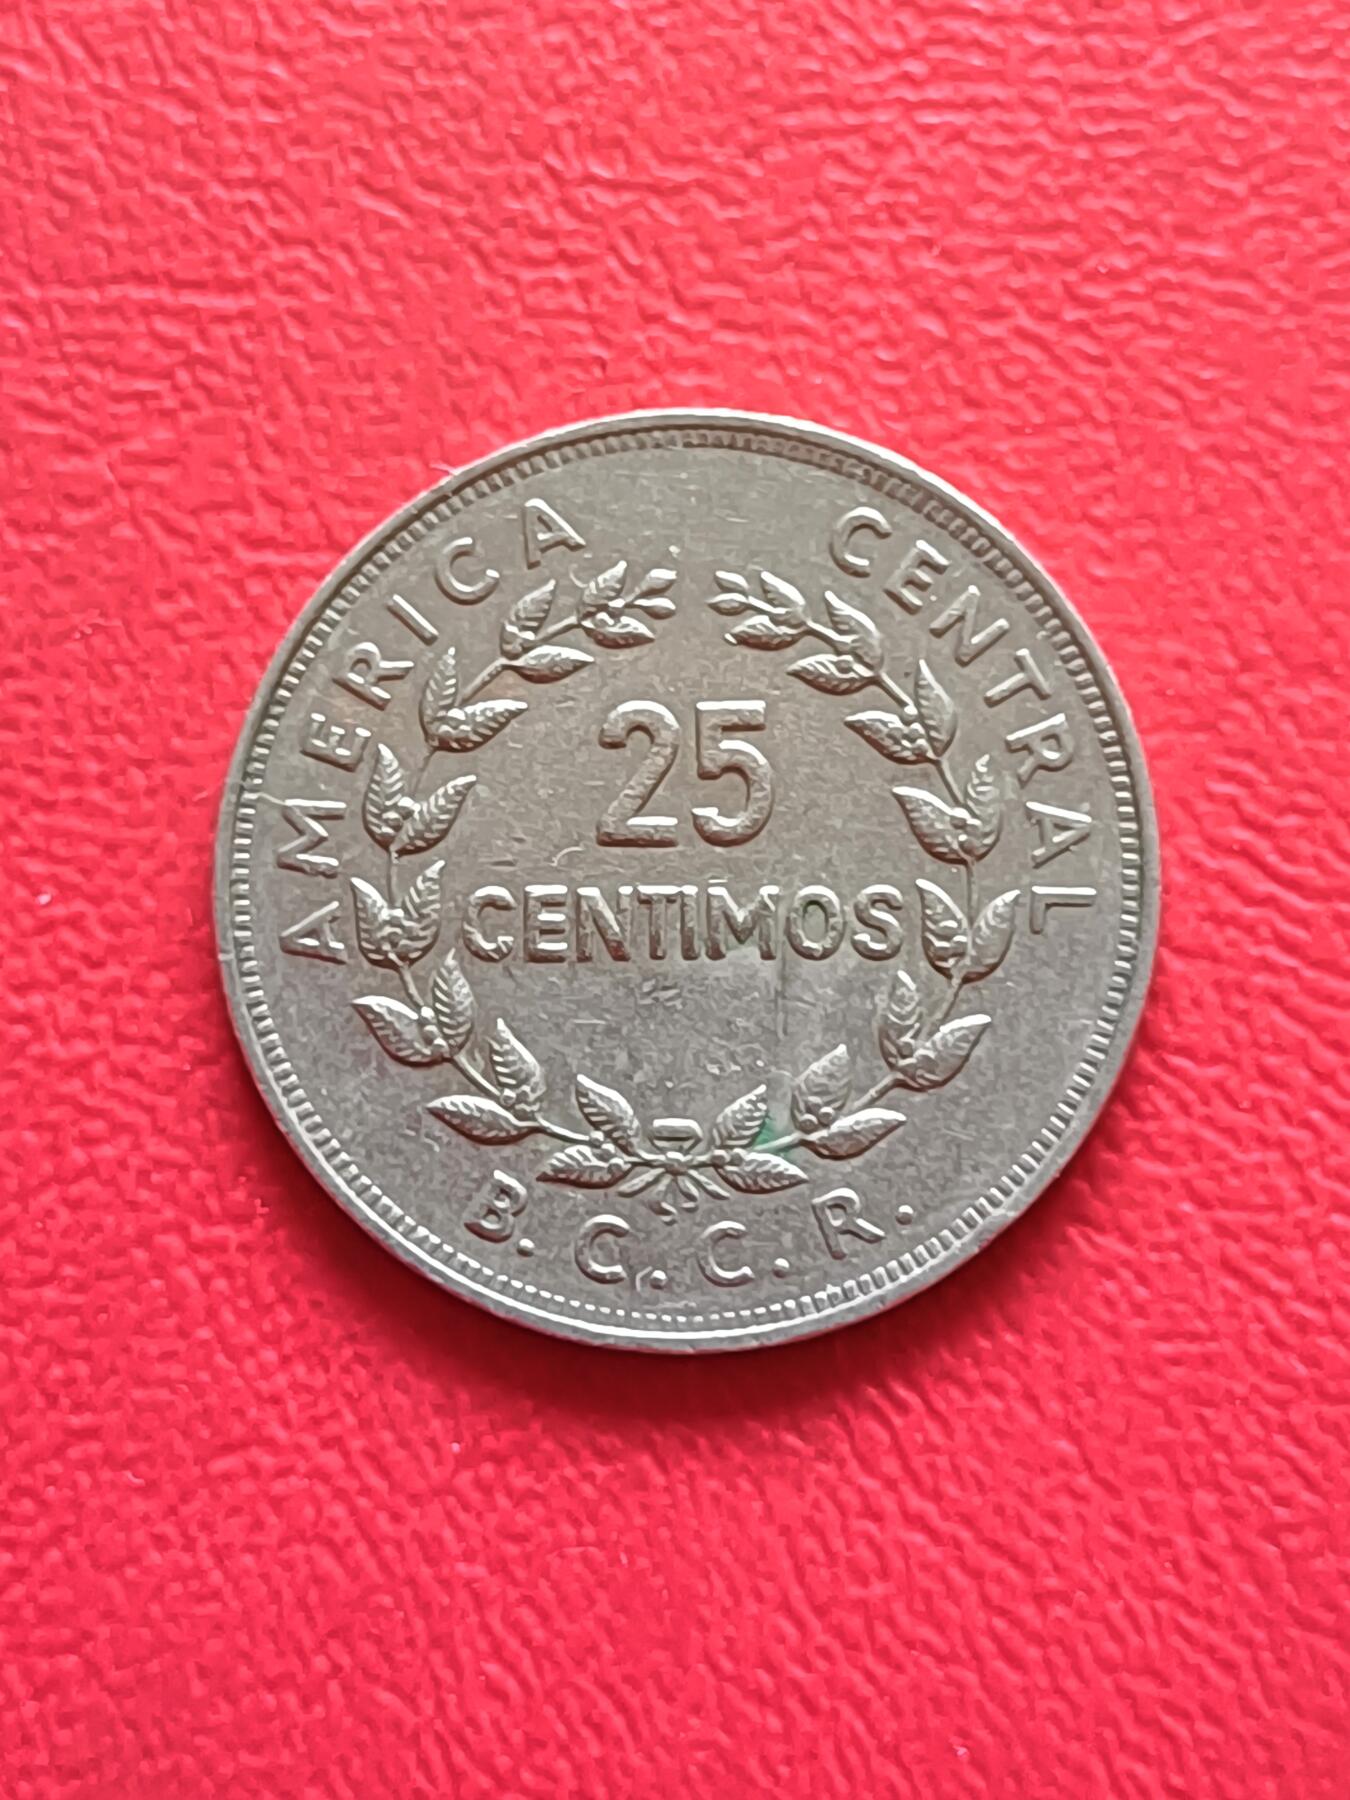 AMERICA CENTRAL
25
CENTIMOS
B. C. C. R.